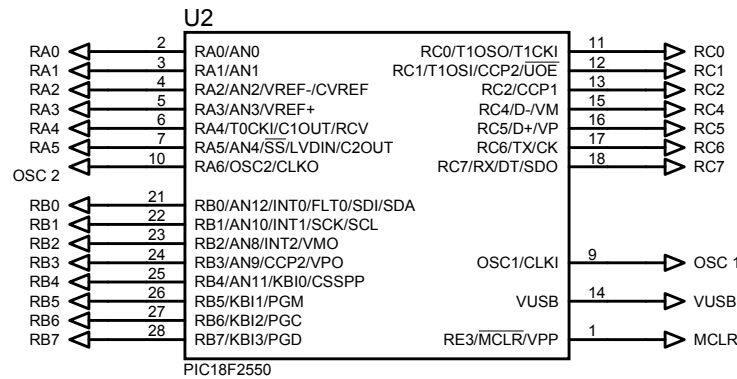 U2
RA0 2 RA0/AN0 RC0/T1OSO/T1CKI 11 RC0
RA1 3 RA1/AN1 RC1/T1OSI/CCP2/UOE 12 RC1
RA2 4 RA2/AN2/VREF-/CVREF RC2/CCP1 13 RC2
RA3 5 RA3/AN3/VREF+ RC4/D-/VM 15 RC4
RA4 6 RA4/T0CKI/C1OUT/RCV RC5/D+/VP 16 RC5
RA5 7 RA5/AN4/SS/LVDIN/C2OUT RC6/TX/CK 17 RC6
OSC 2 10 RA6/OSC2/CLKO RC7/RX/DT/SDO 18 RC7
RB0 21 RB0/AN12/INT0/FLT0/SDI/SDA
RB1 22 RB1/AN10/INT1/SCK/SCL
RB2 23 RB2/AN8/INT2/VMO
RB3 24 RB3/AN9/CCP2/VPO OSC1/CLKI 9 OSC 1
RB4 25 RB4/AN11/KBI0/CSSPP
RB5 26 RB5/KBI1/PGM VUSB 14 VUSB
RB6 27 RB6/KBI2/PGC
RB7 28 RB7/KBI3/PGD RE3/MCLR/VPP 1 MCLR
PIC18F2550